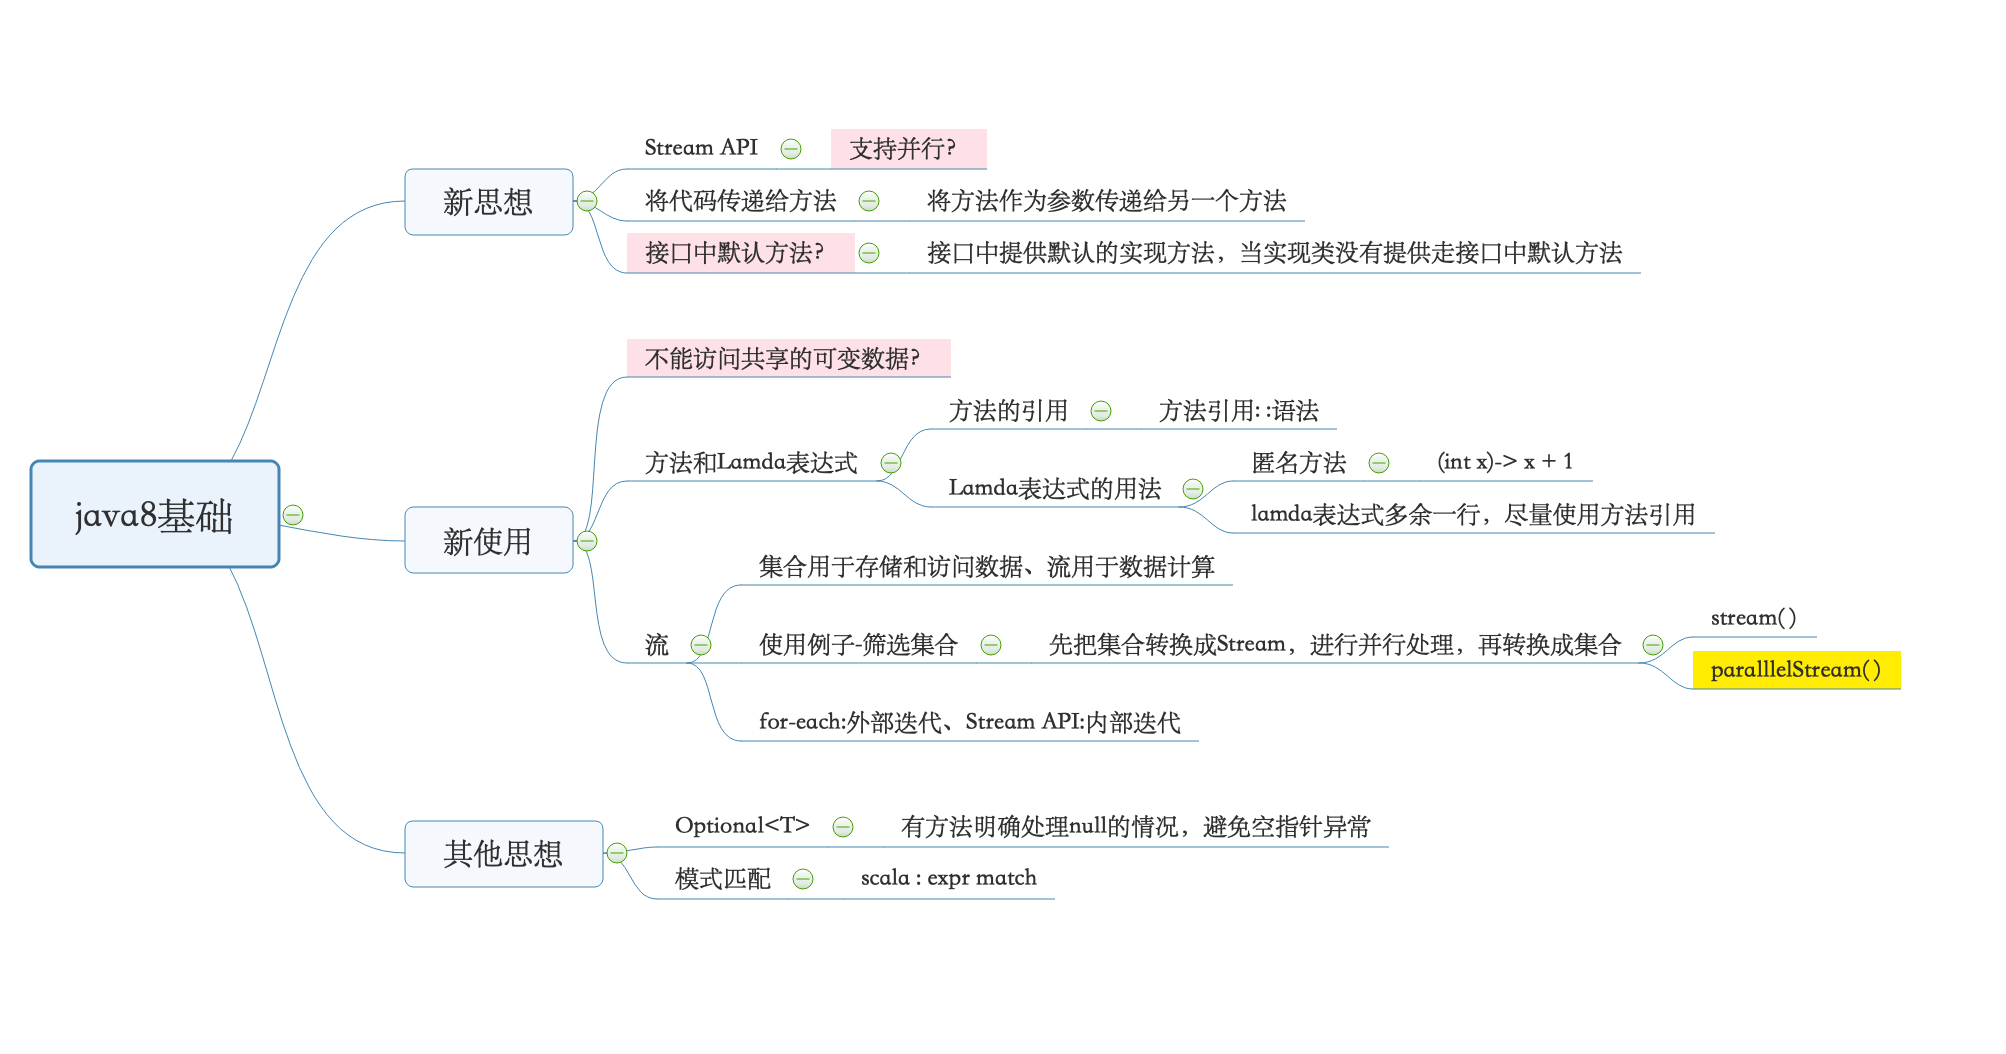 java8基础
新思想
Stream API
支持并行?
将代码传递给方法
将方法作为参数传递给另一个方法
接口中默认方法?
接口中提供默认的实现方法，当实现类没有提供走接口中默认方法
新使用
不能访问共享的可变数据?
方法和Lamda表达式
方法的引用
方法引用::语法
Lamda表达式的用法
匿名方法
(int x)-> x + 1
lamda表达式多余一行，尽量使用方法引用
流
集合用于存储和访问数据、流用于数据计算
使用例子-筛选集合
先把集合转换成Stream，进行并行处理，再转换成集合
stream()
paralllelStream()
for-each:外部迭代、Stream API:内部迭代
其他思想
Optional<T>
有方法明确处理null的情况，避免空指针异常
模式匹配
scala : expr match